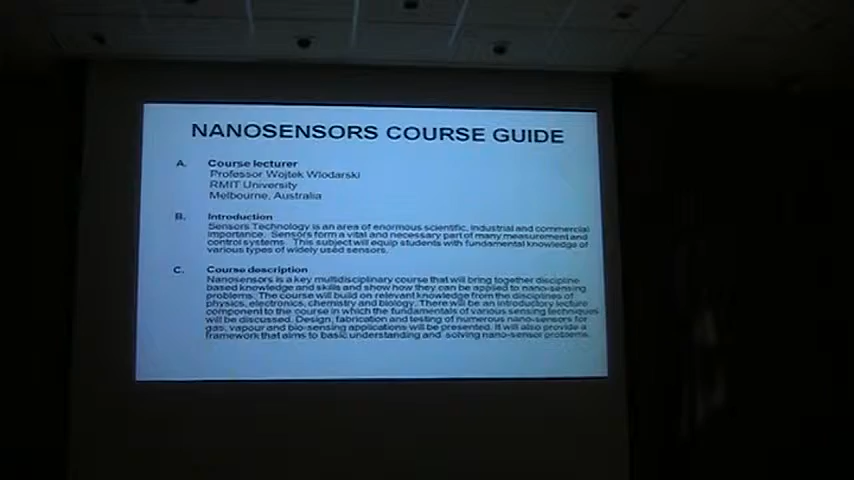 NANOSENSORS COURSE GUIDE
A. Course lecturer
Professor Wojtek Wlodarski
RMIT University
Melbourne, Australia
B. Introduction
Sensors Technology is an area of enormous scientific, industrial and commercial
importance. Sensors form a vital and necessary part of many measurement and
control systems. This subject will equip students with fundamental knowledge of
various types of widely used sensors.
C. Course description
Nanosensors is a key multidisciplinary course that will bring together discipline
based knowledge and skills and show how they can be applied to nano-sensing
problems. The course will build on relevant knowledge from the disciplines of
physics, electronics, chemistry and biology. There will be an introductory lecture
component to the course in which the fundamentals of various sensing techniques
will be discussed. Design, fabrication and testing of numerous nano-sensors for
gas, vapour and bio-sensing applications will be presented. It will also provide a
framework that aims to basic understanding and solving nano-sensor problems.